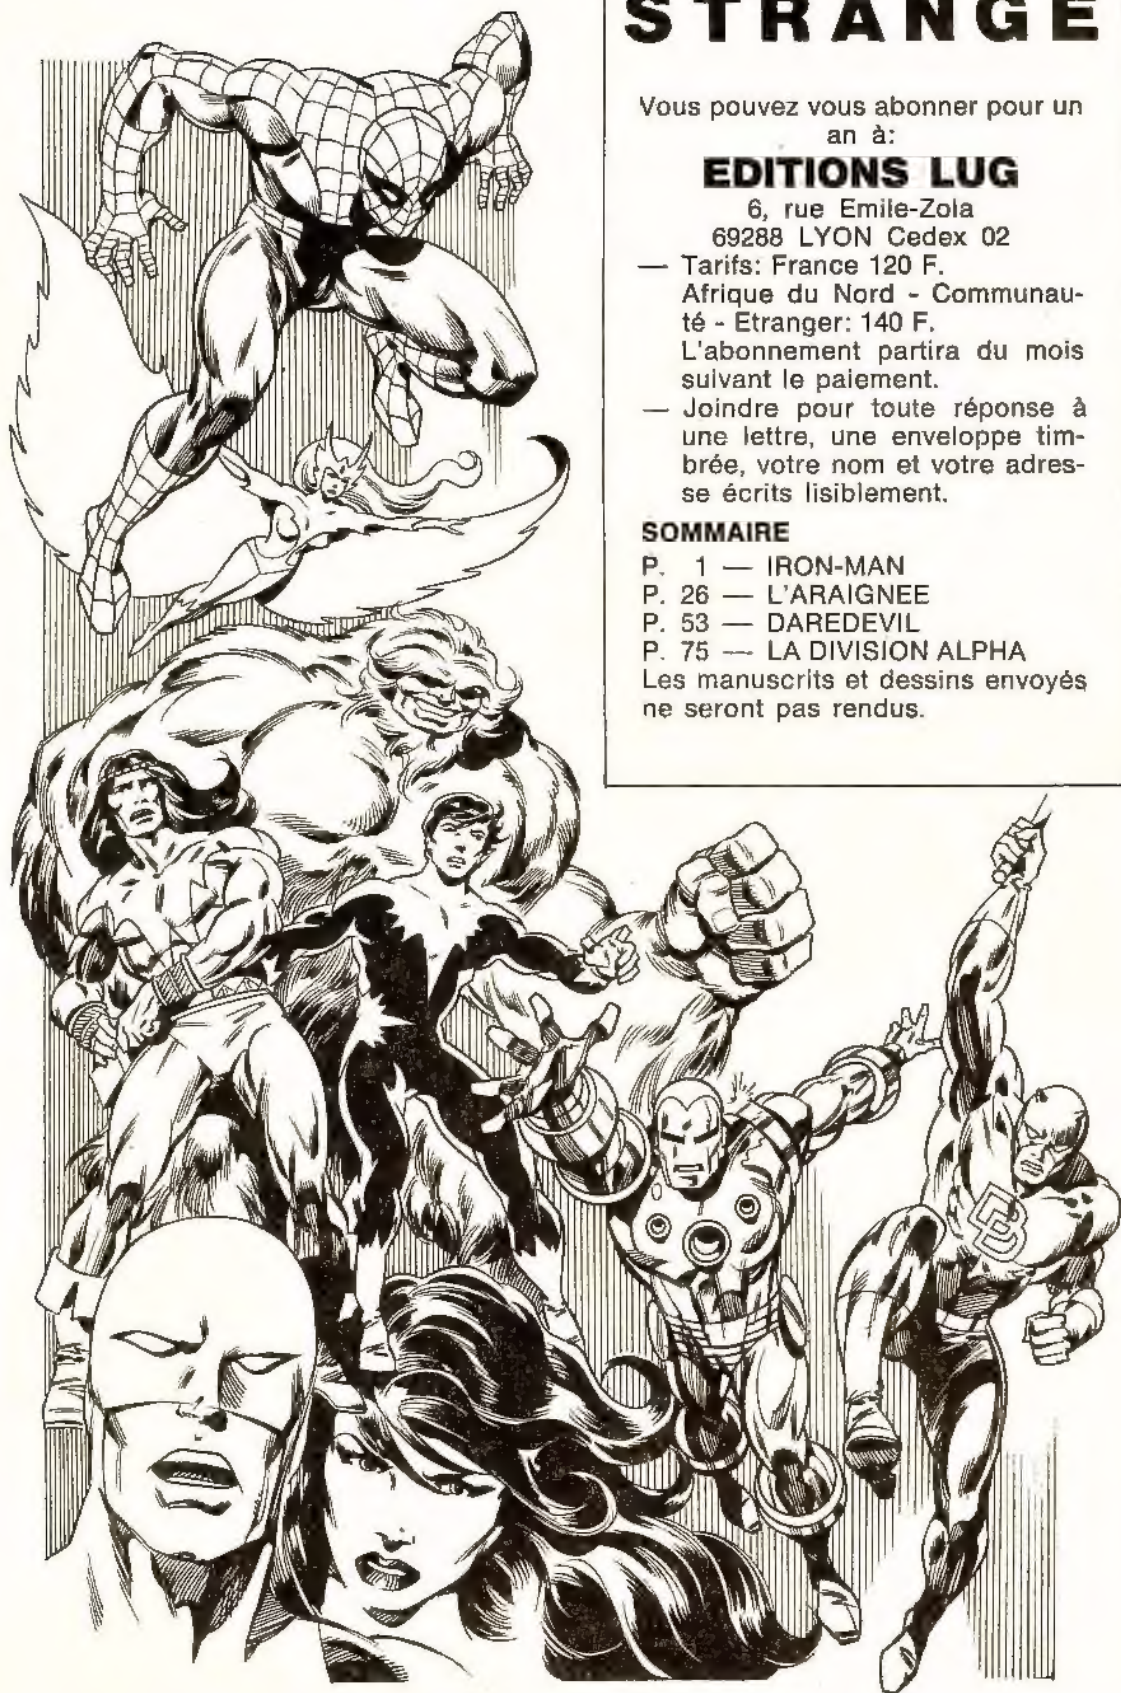 STRANGE
Vous pouvez vous abonner pour un
an à:
EDITIONS LUG
6, rue Emile-Zola
69288 LYON Cedex 02
— Tarifs: France 120 F.
Afrique du Nord - Communau-
té - Etranger: 140 F.
L'abonnement partira du mois
suivant le paiement.
— Joindre pour toute réponse à
une lettre, une enveloppe tim-
brée, votre nom et votre adres-
se écrits lisiblement.
SOMMAIRE
P. 1 — IRON-MAN
P. 26 — L'ARAIGNEE
P. 53 — DAREDEVIL
P. 75 — LA DIVISION ALPHA
Les manuscrits et dessins envoyés
ne seront pas rendus.
DD